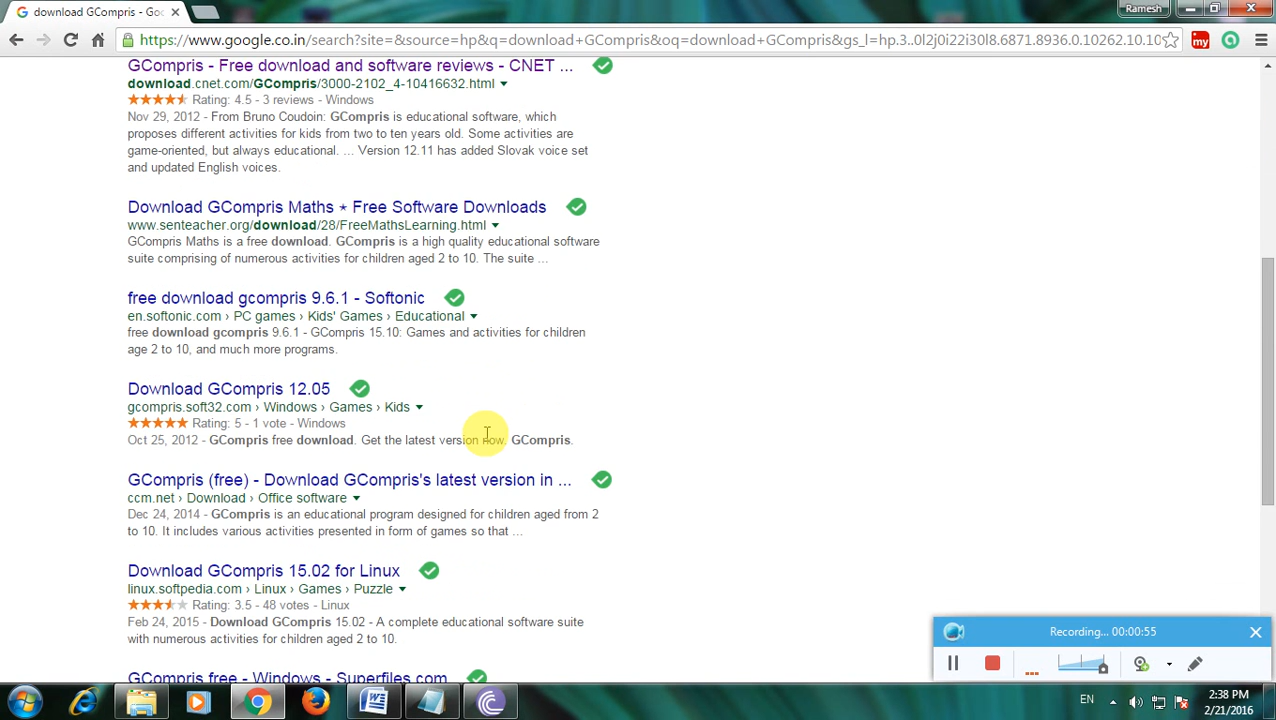 download GCompris - Goo
Ramesh
https://www.google.co.in/search?site=&source=hp&q=download+GCompris&oq=download+GCompris&gs_l=hp.3..0l2j0i22i30l8.6871.8936.0.10262.10.10
my
GCompris - Free download and software reviews - CNET ...
download.cnet.com/GCompris/3000-2102_4-10416632.html
Rating: 4.5 - 3 reviews - Windows
Nov 29, 2012 - From Bruno Coudoin: GCompris is educational software, which
proposes different activities for kids from two to ten years old. Some activities are
game-oriented, but always educational. ... Version 12.11 has added Slovak voice set
and updated English voices.
Download GCompris Maths ⋆ Free Software Downloads
www.senteacher.org/download/28/FreeMathsLearning.html
GCompris Maths is a free download. GCompris is a high quality educational software
suite comprising of numerous activities for children aged 2 to 10. The suite ...
free download gcompris 9.6.1 - Softonic
en.softonic.com › PC games › Kids' Games › Educational
free download gcompris 9.6.1 - GCompris 15.10: Games and activities for children
age 2 to 10, and much more programs.
Download GCompris 12.05
gcompris.soft32.com › Windows › Games › Kids
Rating: 5 - 1 vote - Windows
Oct 25, 2012 - GCompris free download. Get the latest version now. GCompris.
GCompris (free) - Download GCompris's latest version in ...
ccm.net › Download › Office software
Dec 24, 2014 - GCompris is an educational program designed for children aged from 2
to 10. It includes various activities presented in form of games so that ...
Download GCompris 15.02 for Linux
linux.softpedia.com › Linux › Games › Puzzle
Rating: 3.5 - 48 votes - Linux
Feb 24, 2015 - Download GCompris 15.02 - A complete educational software suite
with numerous activities for children aged 2 to 10.
GCompris free - Windows - Superfiles.com
Recording... 00:00:55
EN
2:38 PM
2/21/2016